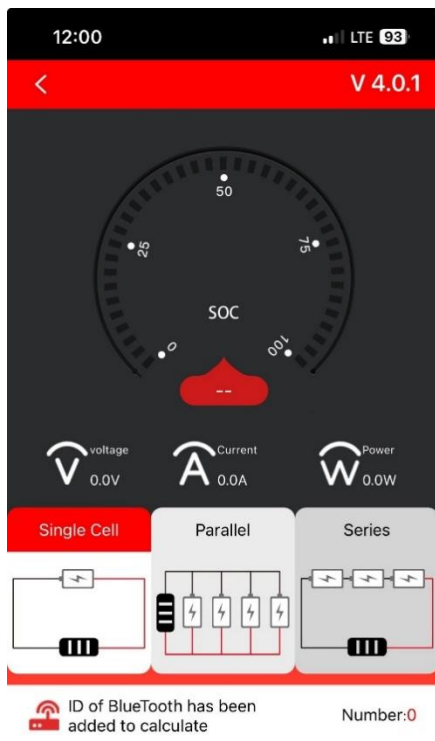 12:00 LTE 93
V 4.0.1
50
25 75
SOC
0 100
--
voltage Current Power
V 0.0V A 0.0A W 0.0W
Single Cell Parallel Series
ID of BlueTooth has been
added to calculate
Number:0